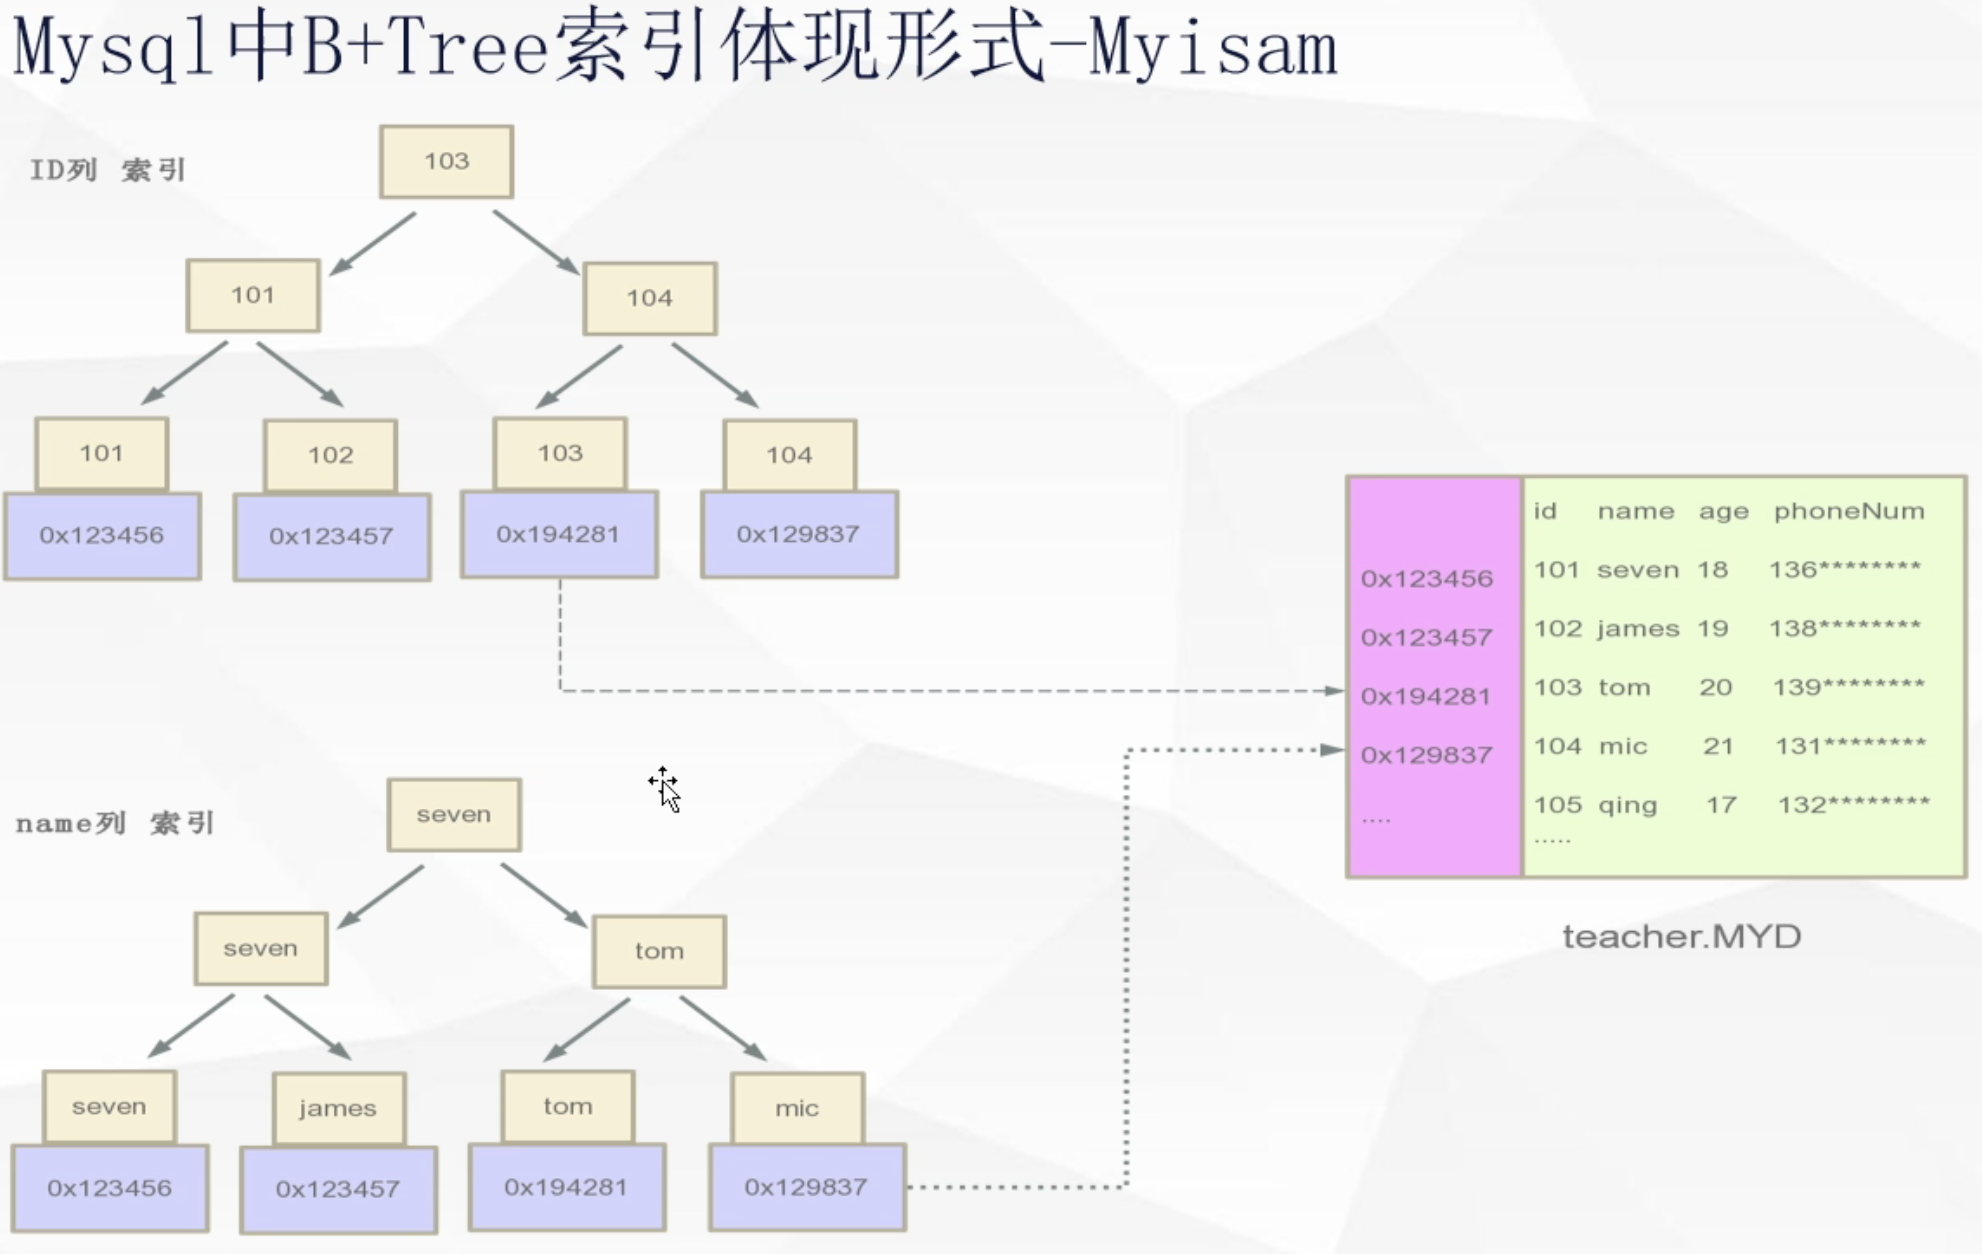 Mysql中B+Tree索引体现形式-Myisam
ID列 索引
103
101
104
101
102
103
104
0x123456
0x123457
0x194281
0x129837
name列 索引
seven
seven
tom
seven
james
tom
mic
0x123456
0x123457
0x194281
0x129837
id name age phoneNum
0x123456 101 seven 18 136********
0x123457 102 james 19 138********
0x194281 103 tom 20 139********
0x129837 104 mic 21 131********
.... 105 qing 17 132********
.....
teacher.MYD